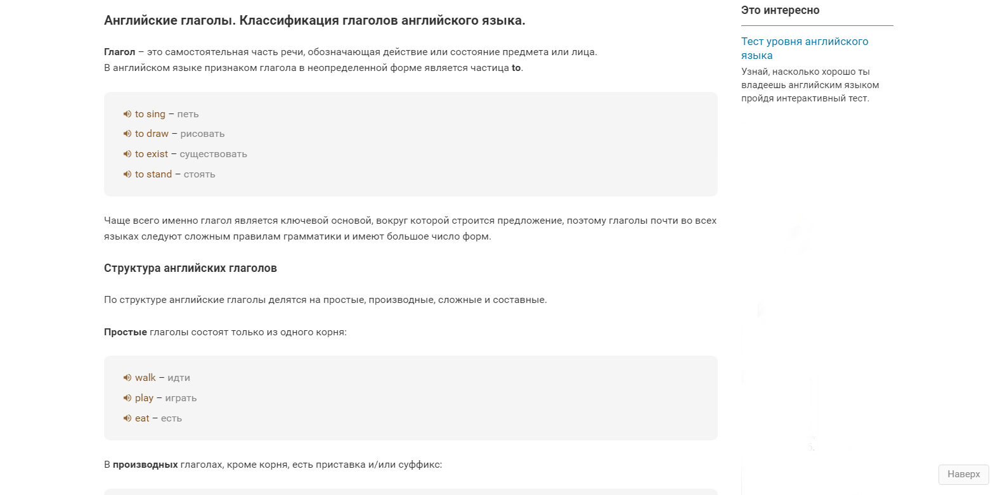 Английские глаголы. Классификация глаголов английского языка.
Глагол – это самостоятельная часть речи, обозначающая действие или состояние предмета или лица.
В английском языке признаком глагола в неопределенной форме является частица to.
to sing – петь
to draw – рисовать
to exist – существовать
to stand – стоять
Чаще всего именно глагол является ключевой основой, вокруг которой строится предложение, поэтому глаголы почти во всех
языках следуют сложным правилам грамматики и имеют большое число форм.
Структура английских глаголов
По структуре английские глаголы делятся на простые, производные, сложные и составные.
Простые глаголы состоят только из одного корня:
walk – идти
play – играть
eat – есть
В производных глаголах, кроме корня, есть приставка и/или суффикс:
Это интересно
Тест уровня английского
языка
Узнай, насколько хорошо ты
владеешь английским языком
пройдя интерактивный тест.
Наверх